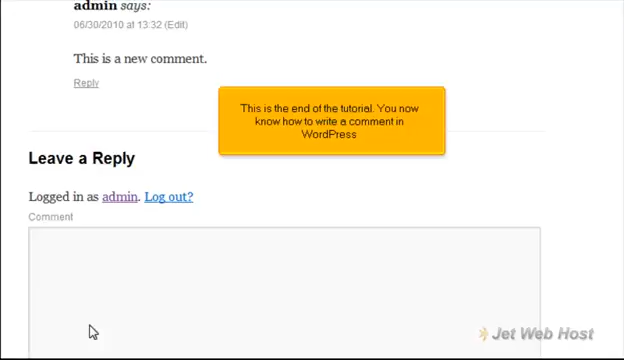 admin says:
06/30/2010 at 13:32 (Edit)
This is a new comment.
Reply
This is the end of the tutorial. You now
know how to write a comment in
WordPress
Leave a Reply
Logged in as admin. Log out?
Comment
Jet Web Host